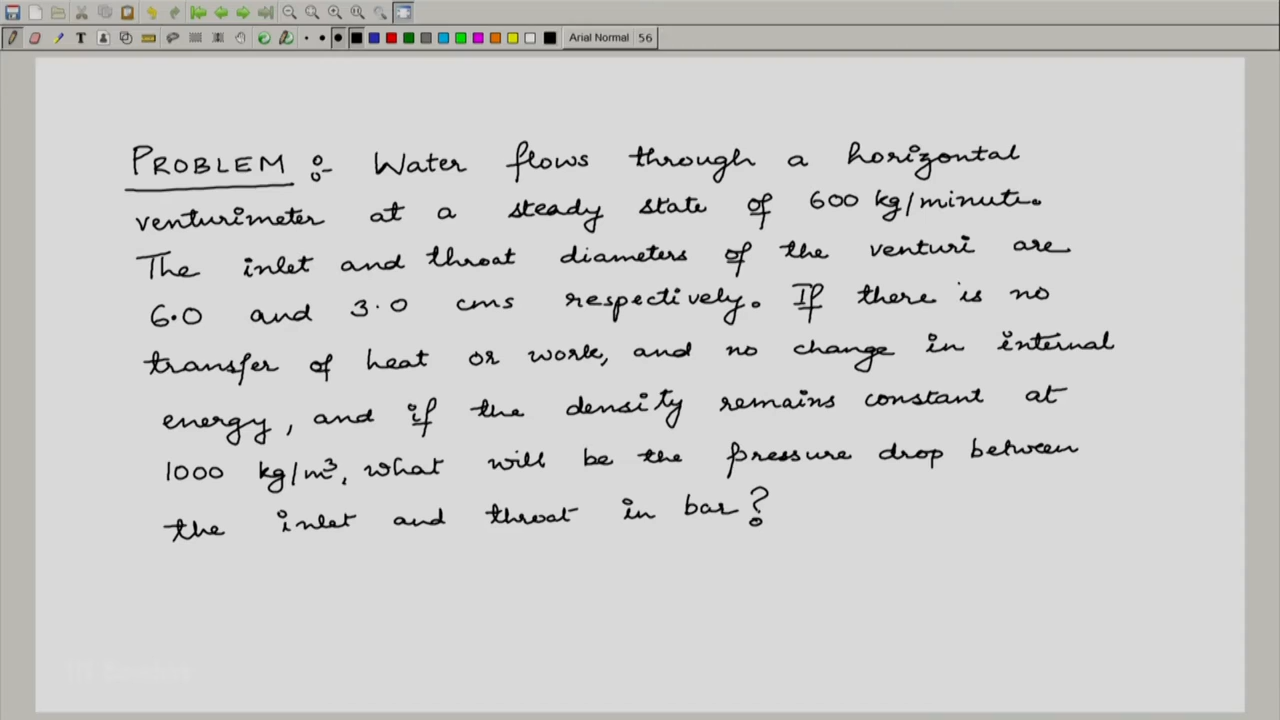 Arial Normal 56
PROBLEM :- Water flows through a horizontal
venturimeter at a steady state of 600 kg/minute.
The inlet and throat diameters of the venturi are
6.0 and 3.0 cms respectively. If there is no
transfer of heat or work, and no change in internal
energy, and if the density remains constant at
1000 kg/m³, what will be the pressure drop between
the inlet and throat in bar?